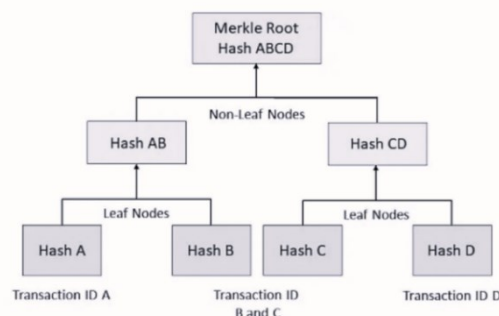 Merkle Root
Hash ABCD
Non-Leaf Nodes
Hash AB
Hash CD
Leaf Nodes
Leaf Nodes
Hash A
Hash B
Hash C
Hash D
Transaction ID A
Transaction ID
B and C
Transaction ID D